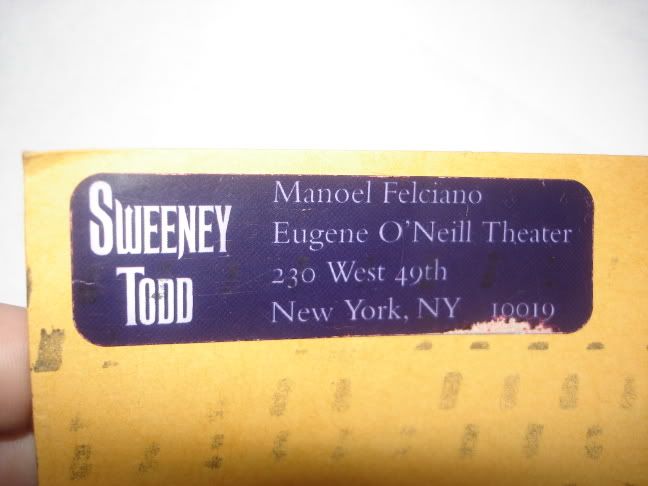 SWEENEY
TODD
Manoel Felciano
Eugene O'Neill Theater
230 West 49th
New York, NY 10019